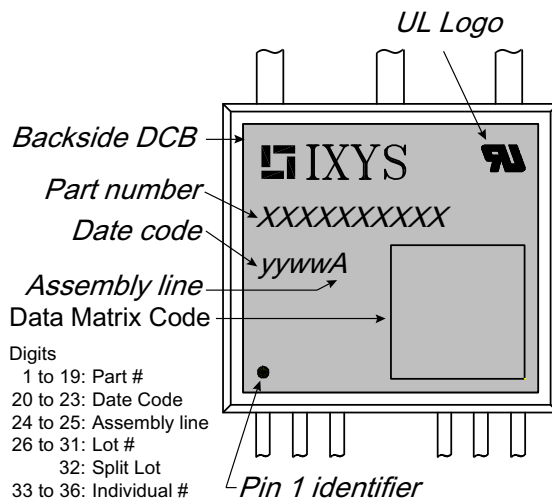 UL Logo
Backside DCB
IXYS
Part number
XXXXXXXXXX
Date code
yywwA
Assembly line
Data Matrix Code
Digits
1 to 19: Part #
20 to 23: Date Code
24 to 25: Assembly line
26 to 31: Lot #
32: Split Lot
33 to 36: Individual #
Pin 1 identifier